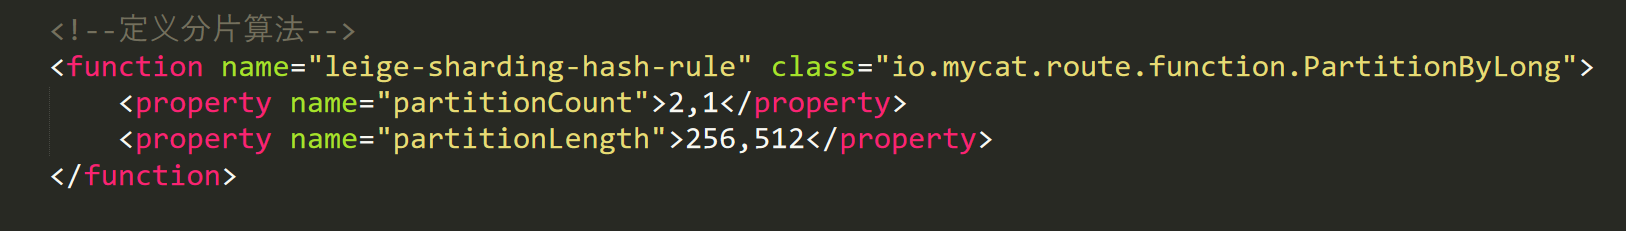 <!--定义分片算法-->
<function name="leige-sharding-hash-rule" class="io.mycat.route.function.PartitionByLong">
    <property name="partitionCount">2,1</property>
    <property name="partitionLength">256,512</property>
</function>